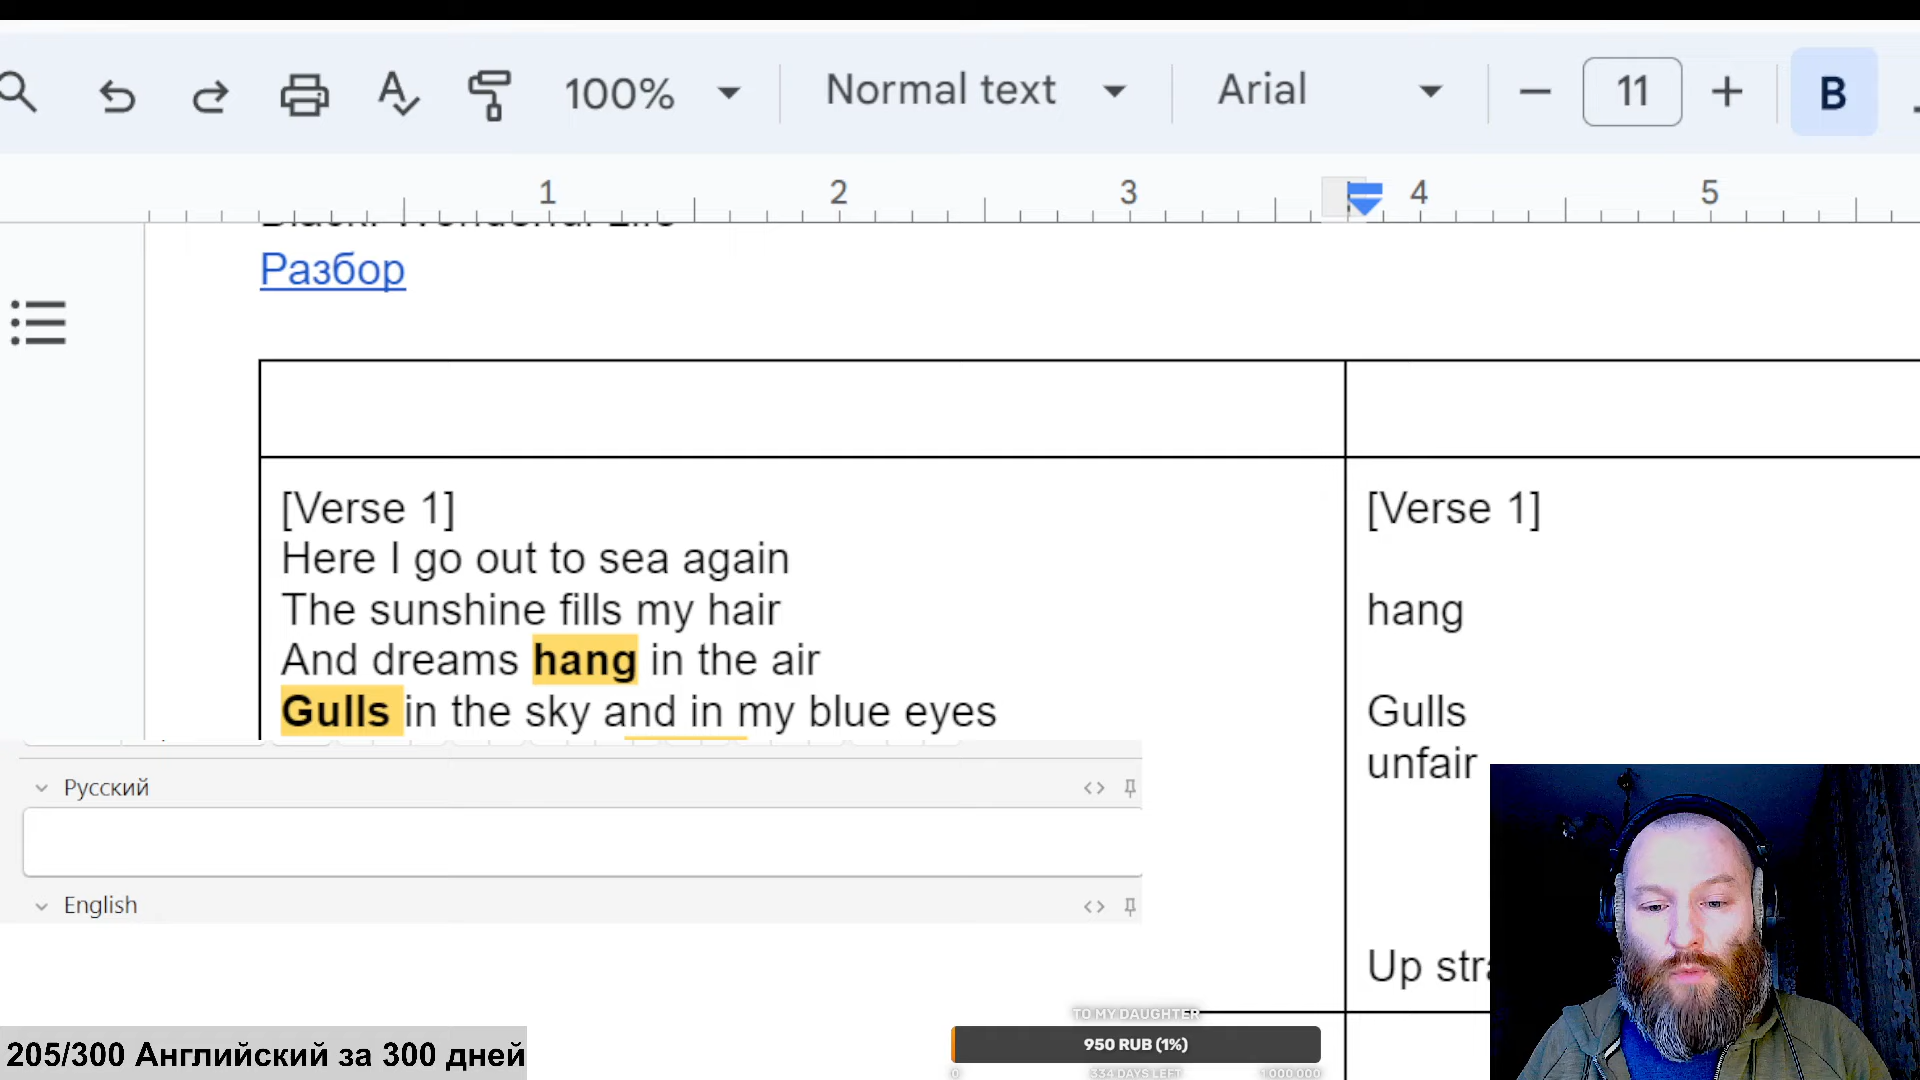 100%
Normal text
Arial
11
B
1
2
3
4
5
Разбор
[Verse 1]
Here I go out to sea again
The sunshine fills my hair
And dreams hang in the air
Gulls in the sky and in my blue eyes
[Verse 1]
hang
Gulls
unfair
Up
Русский
English
205/300 Английский за 300 дней
TO MY DAUGHTER
950 RUB (1%)
0
334 DAYS LEFT
1 000 000